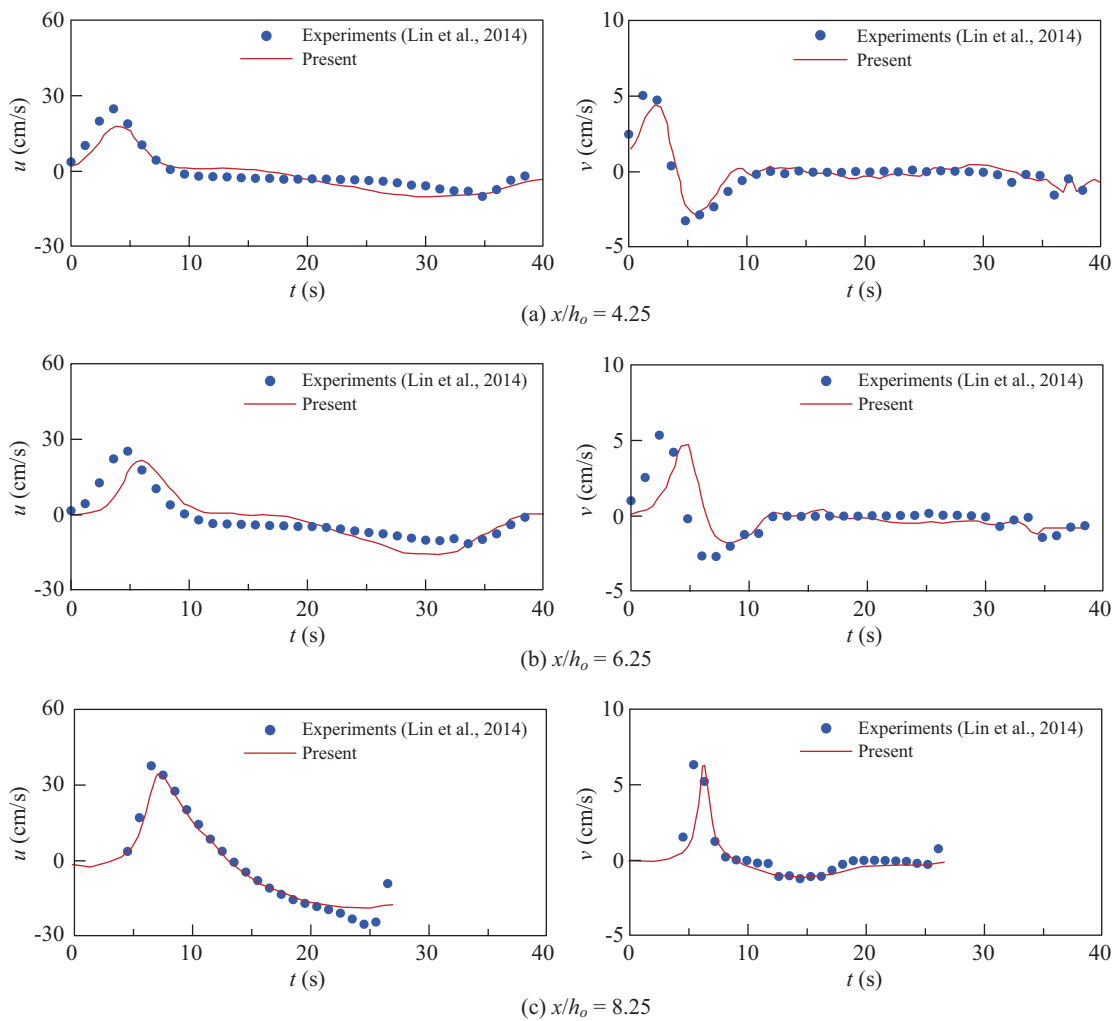 60
30
0
-30
u (cm/s)
Experiments (Lin et al., 2014)
Present
0 10 20 30 40
t (s)
10
5
0
-5
v (cm/s)
Experiments (Lin et al., 2014)
Present
0 10 20 30 40
t (s)
(a) x/hₒ = 4.25
60
30
0
-30
u (cm/s)
Experiments (Lin et al., 2014)
Present
0 10 20 30 40
t (s)
10
5
0
-5
v (cm/s)
Experiments (Lin et al., 2014)
Present
0 10 20 30 40
t (s)
(b) x/hₒ = 6.25
60
30
0
-30
u (cm/s)
Experiments (Lin et al., 2014)
Present
0 10 20 30 40
t (s)
10
5
0
-5
v (cm/s)
Experiments (Lin et al., 2014)
Present
0 10 20 30 40
t (s)
(c) x/hₒ = 8.25